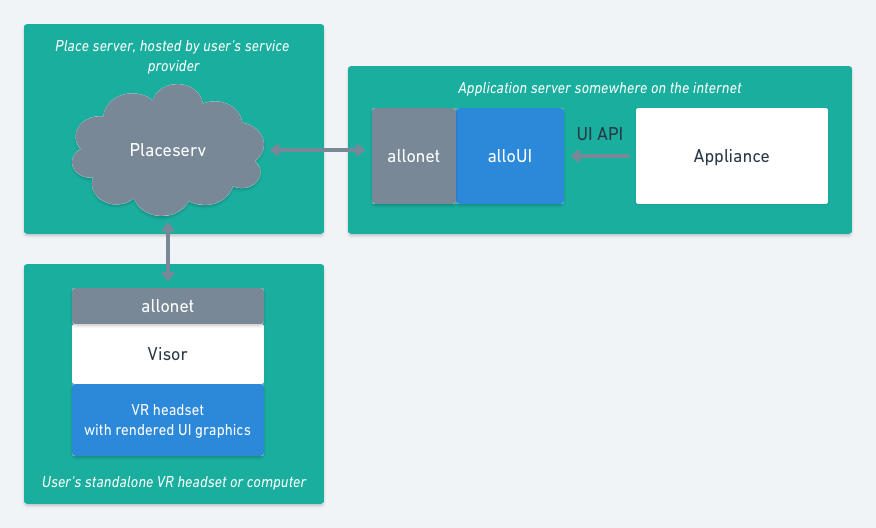 Place server, hosted by user's service
provider
Placeserv
Application server somewhere on the internet
allonet
alloUI
UI API
Appliance
allonet
Visor
VR headset
with rendered UI graphics
User's standalone VR headset or computer